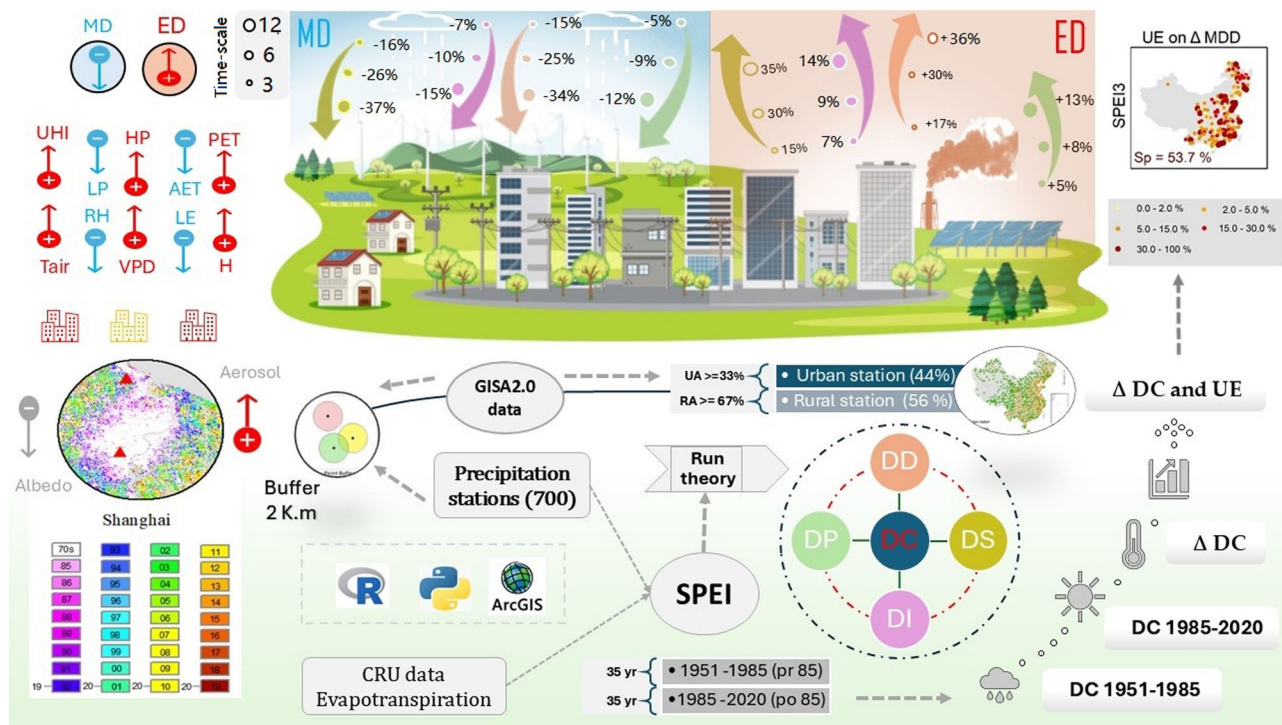 MD
ED
Time-scale
12
6
3
MD
-16%
-26%
-37%
-7%
-10%
-15%
-15%
-25%
-34%
-5%
-9%
-12%
ED
35%
30%
15%
14%
9%
7%
+36%
+30%
+17%
+13%
+8%
+5%
UE on Δ MDD
SPEI3
Sp = 53.7 %
0.0 - 2.0 %
2.0 - 5.0 %
5.0 - 15.0 %
15.0 - 30.0 %
30.0 - 100 %
UHI
HP
PET
LP
AET
RH
LE
Tair
VPD
H
Aerosol
Albedo
Shanghai
70s
93
02
11
85
94
03
12
86
95
04
13
87
96
05
14
88
97
06
15
89
98
07
16
90
99
08
17
91
00
09
18
19
92
20
01
20
10
20
19
Buffer
2 K.m
GISA2.0
data
UA >=33%
• Urban station (44%)
RA >= 67%
• Rural station (56 %)
Precipitation
stations (700)
Run
theory
R
ArcGIS
SPEI
CRU data
Evapotranspiration
DD
DP
DC
DS
DI
35 yr
• 1951 -1985 (pr 85)
35 yr
• 1985 -2020 (po 85)
Δ DC and UE
Δ DC
DC 1985-2020
DC 1951-1985